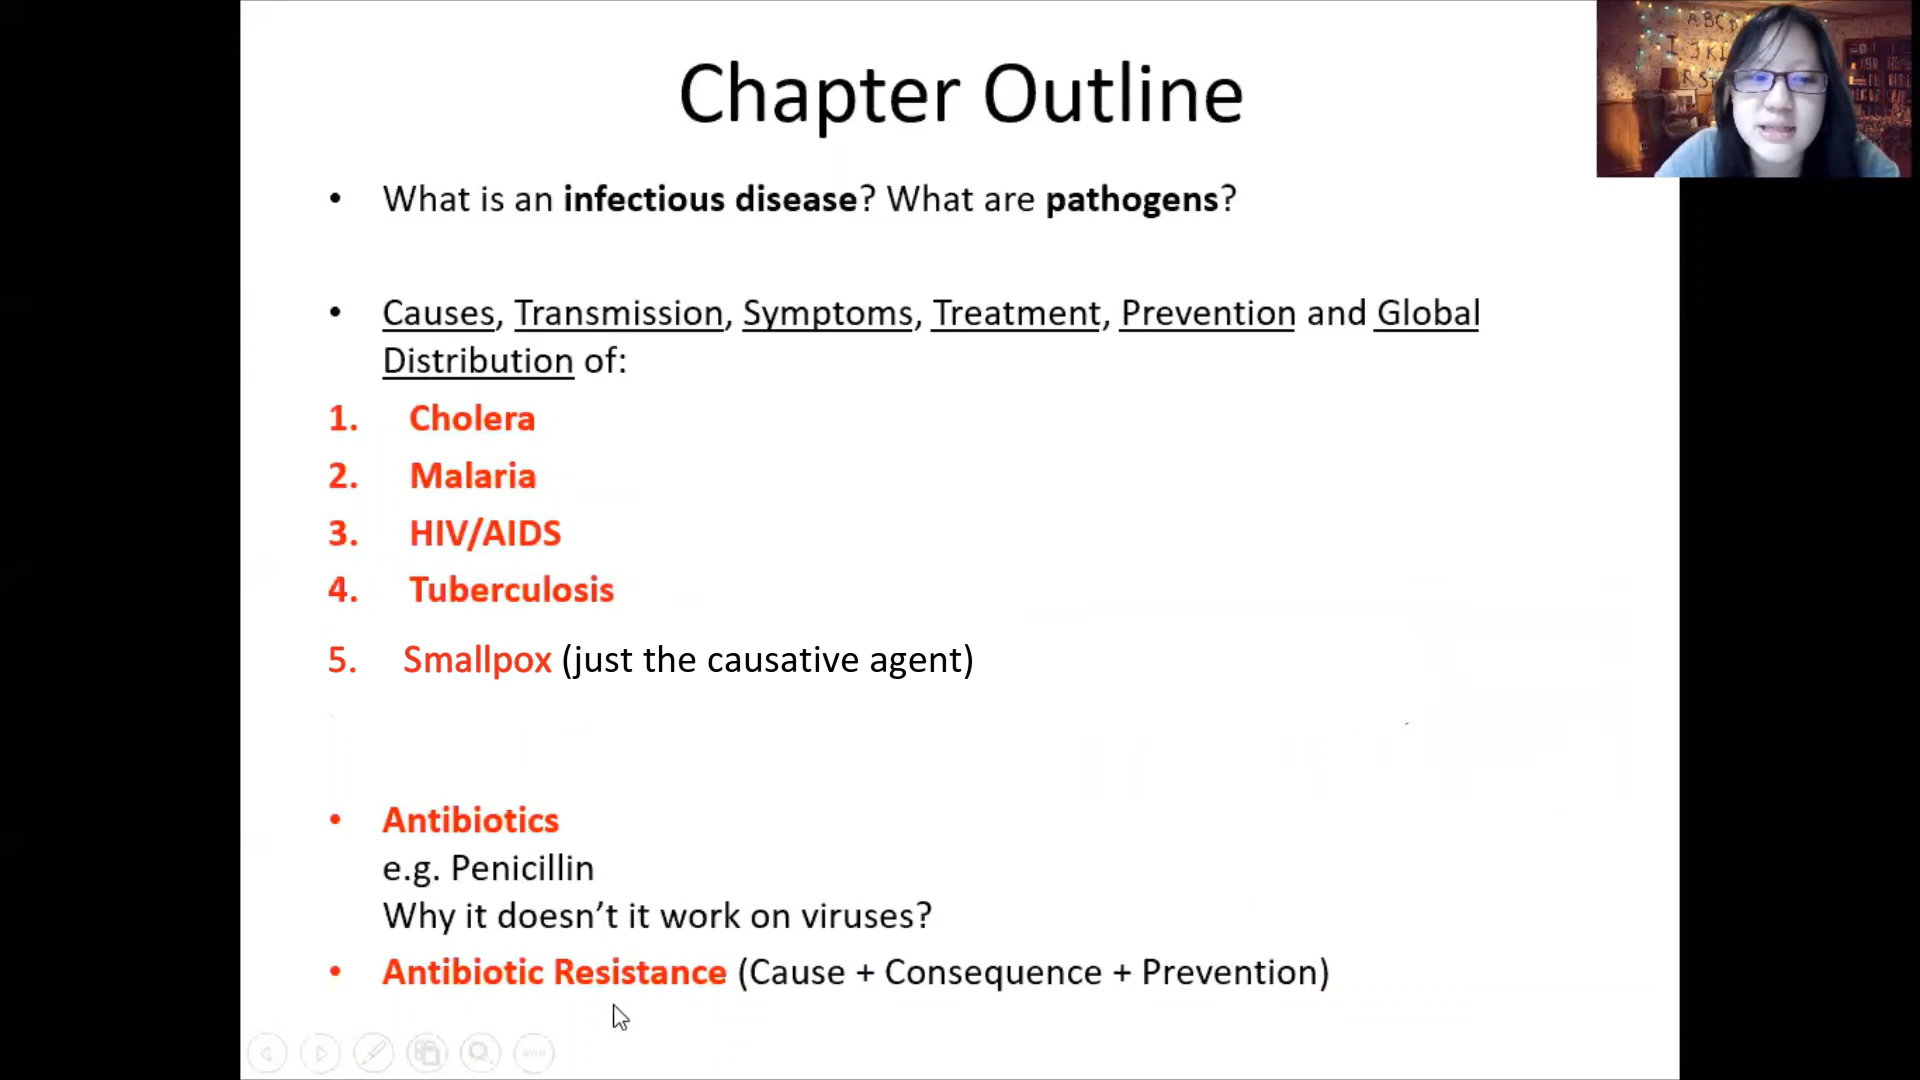 Chapter Outline
• What is an infectious disease? What are pathogens?
• Causes, Transmission, Symptoms, Treatment, Prevention and Global
Distribution of:
1. Cholera
2. Malaria
3. HIV/AIDS
4. Tuberculosis
5. Smallpox (just the causative agent)
• Antibiotics
e.g. Penicillin
Why it doesn't it work on viruses?
• Antibiotic Resistance (Cause + Consequence + Prevention)